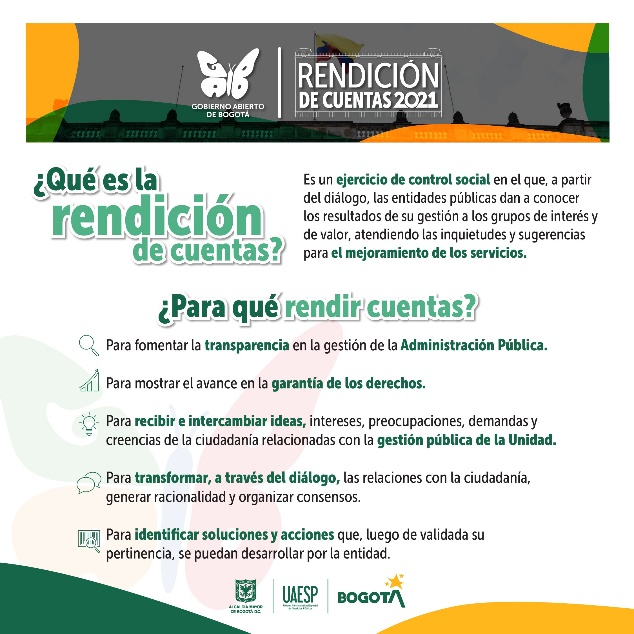 GOBIERNO ABIERTO
DE BOGOTÁ
RENDICIÓN
DE CUENTAS 2021
¿Qué es la
rendición
de cuentas?
Es un ejercicio de control social en el que, a partir
del diálogo, las entidades públicas dan a conocer
los resultados de su gestión a los grupos de interés y
de valor, atendiendo las inquietudes y sugerencias
para el mejoramiento de los servicios.
¿Para qué rendir cuentas?
Para fomentar la transparencia en la gestión de la Administración Pública.
Para mostrar el avance en la garantía de los derechos.
Para recibir e intercambiar ideas, intereses, preocupaciones, demandas y
creencias de la ciudadanía relacionadas con la gestión pública de la Unidad.
Para transformar, a través del diálogo, las relaciones con la ciudadanía,
generar racionalidad y organizar consensos.
Para identificar soluciones y acciones que, luego de validada su
pertinencia, se puedan desarrollar por la entidad.
ALCALDÍA MAYOR
DE BOGOTÁ D.C.
UAESP
BOGOTÁ